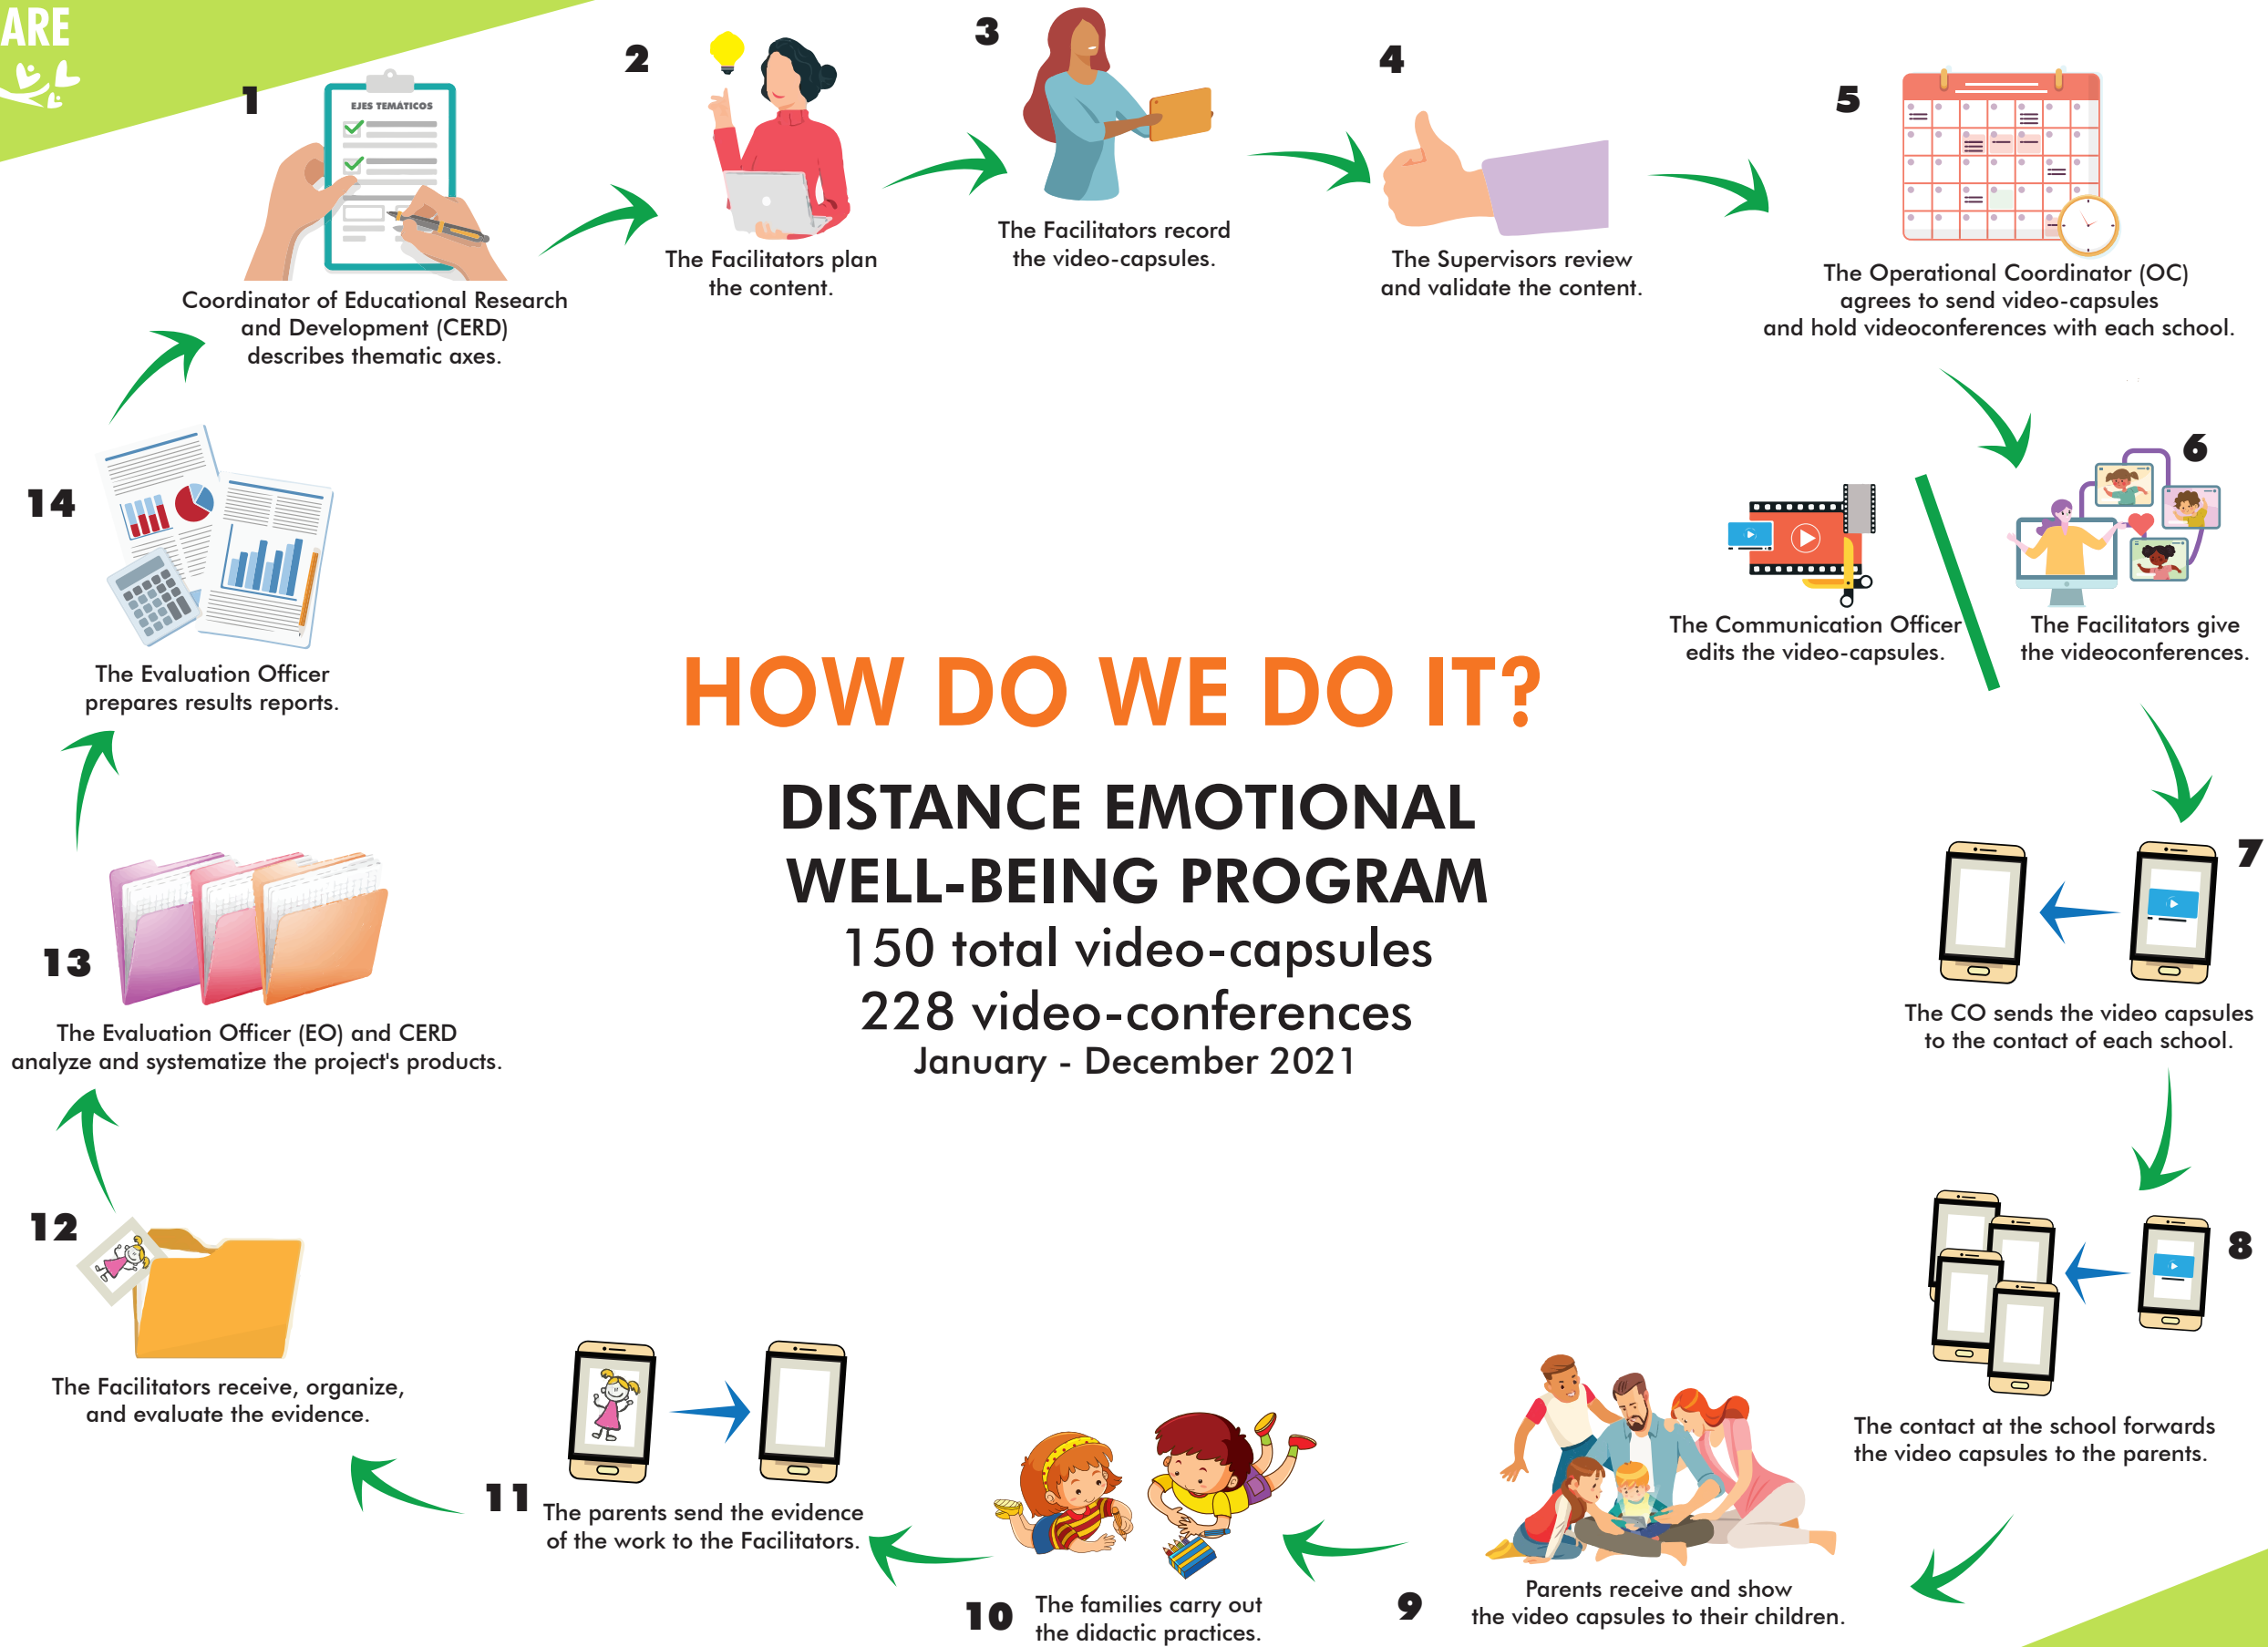 ARE
1
EJES TEMÁTICOS
Coordinator of Educational Research
and Development (CERD)
describes thematic axes.
2
The Facilitators plan
the content.
3
The Facilitators record
the video-capsules.
4
The Supervisors review
and validate the content.
5
The Operational Coordinator (OC)
agrees to send video-capsules
and hold videoconferences with each school.
The Communication Officer
edits the video-capsules.
6
The Facilitators give
the videoconferences.
HOW DO WE DO IT?
DISTANCE EMOTIONAL
WELL-BEING PROGRAM
150 total video-capsules
228 video-conferences
January - December 2021
7
The CO sends the video capsules
to the contact of each school.
8
The contact at the school forwards
the video capsules to the parents.
9
Parents receive and show
the video capsules to their children.
10
The families carry out
the didactic practices.
11
The parents send the evidence
of the work to the Facilitators.
12
The Facilitators receive, organize,
and evaluate the evidence.
13
The Evaluation Officer (EO) and CERD
analyze and systematize the project's products.
14
The Evaluation Officer
prepares results reports.